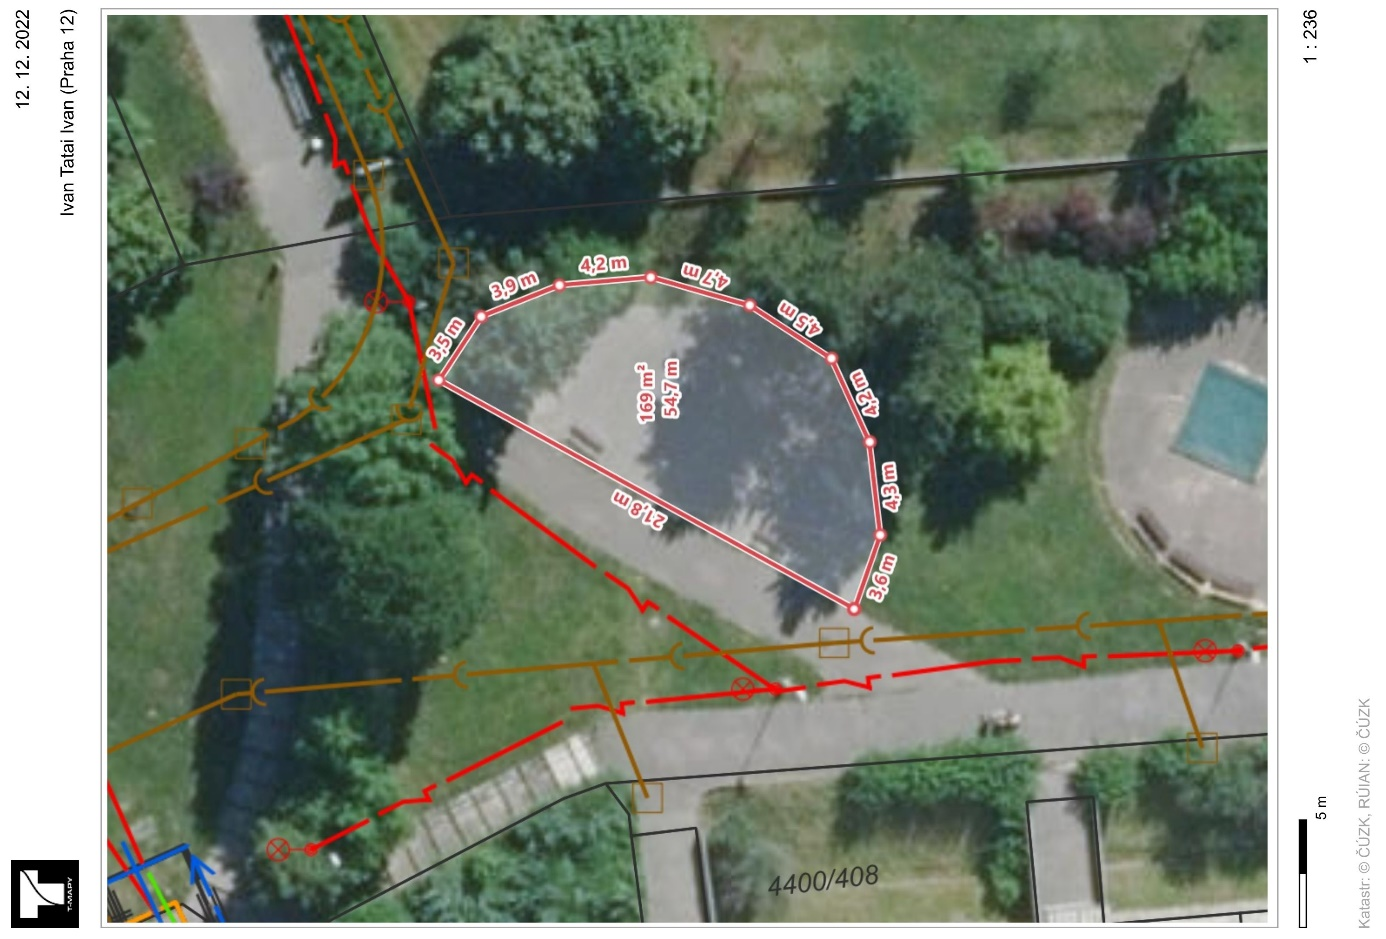 12. 12. 2022
Ivan Tatai Ivan (Praha 12)
1 : 236
3,5 m
3,9 m
4,2 m
4,7 m
4,5 m
4,2 m
4,3 m
3,6 m
21,8 m
169 m²
54,7 m
4400/408
5 m
T-MAPY
Katastr: © ČÚZK, RÚIAN: © ČÚZK